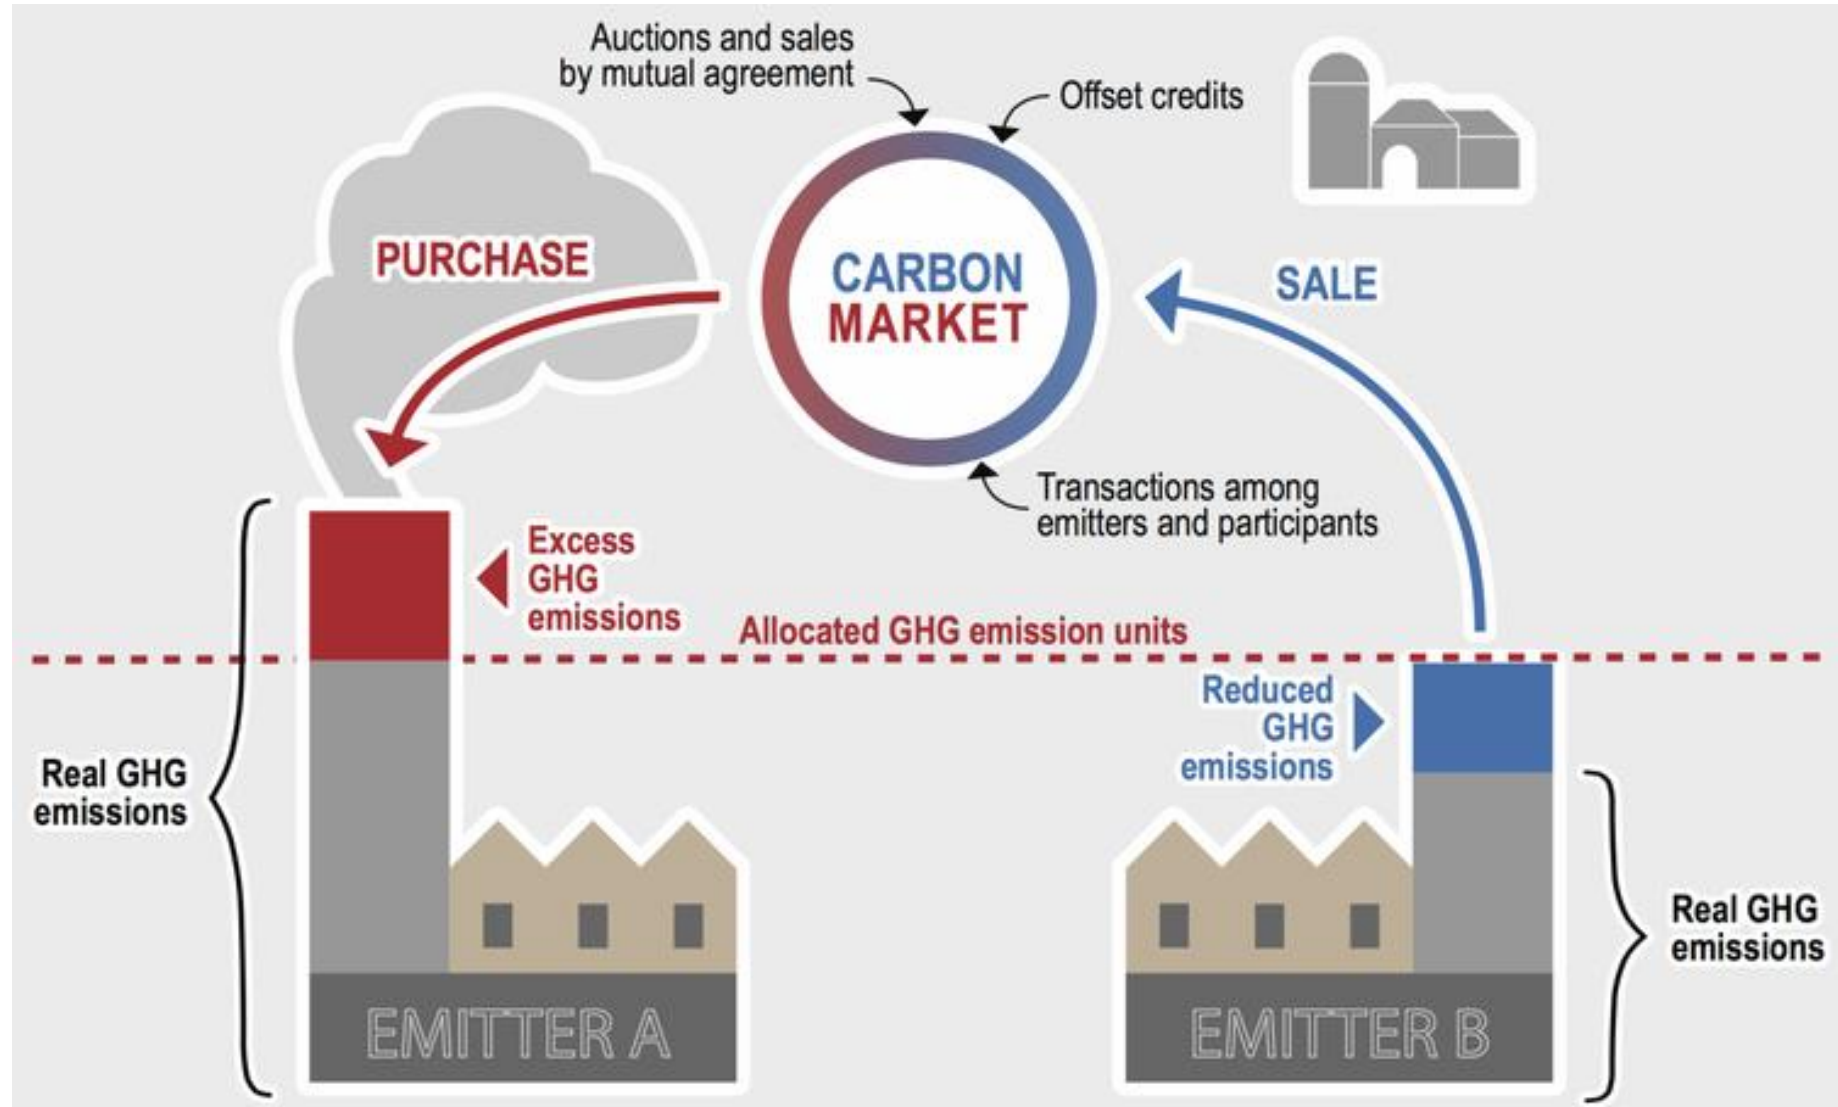 Auctions and sales
by mutual agreement
Offset credits
PURCHASE
CARBON
MARKET
SALE
Transactions among
emitters and participants
Excess
GHG
emissions
Allocated GHG emission units
Reduced
GHG
emissions
Real GHG
emissions
Real GHG
emissions
EMITTER A
EMITTER B